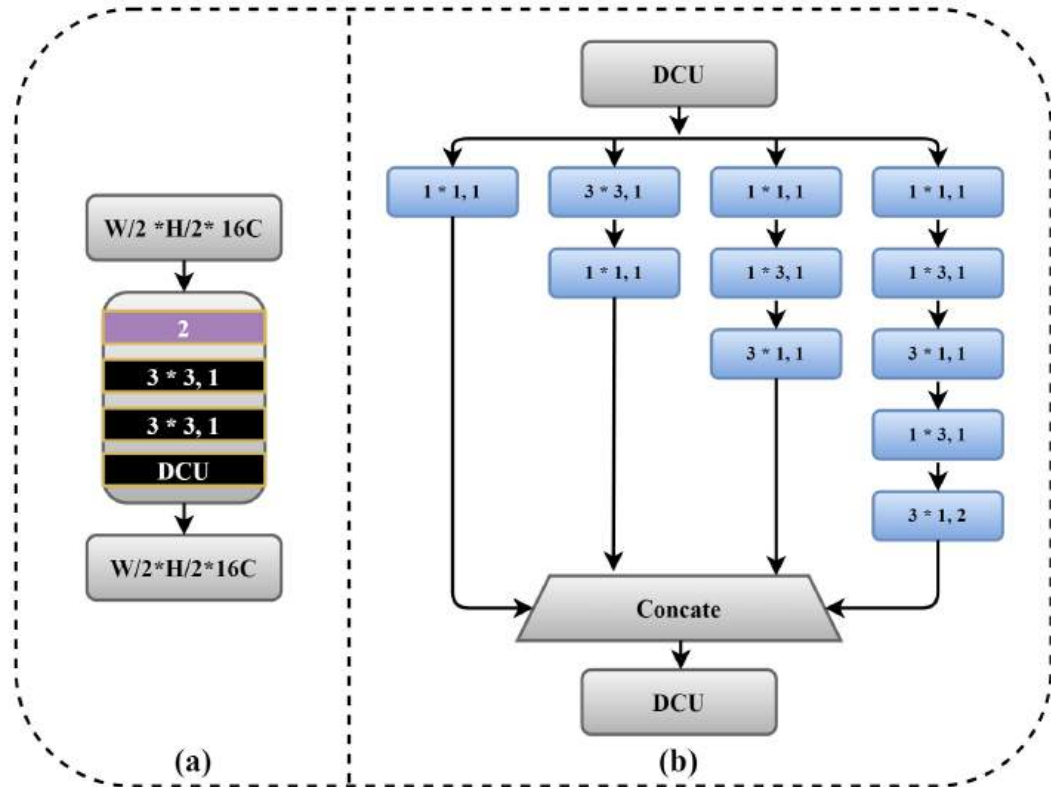 W/2 *H/2* 16C
2
3 * 3, 1
3 * 3, 1
DCU
W/2*H/2*16C
(a)
DCU
1 * 1, 1
3 * 3, 1
1 * 1, 1
1 * 1, 1
1 * 1, 1
1 * 3, 1
1 * 3, 1
3 * 1, 1
3 * 1, 1
1 * 3, 1
3 * 1, 2
Concate
DCU
(b)